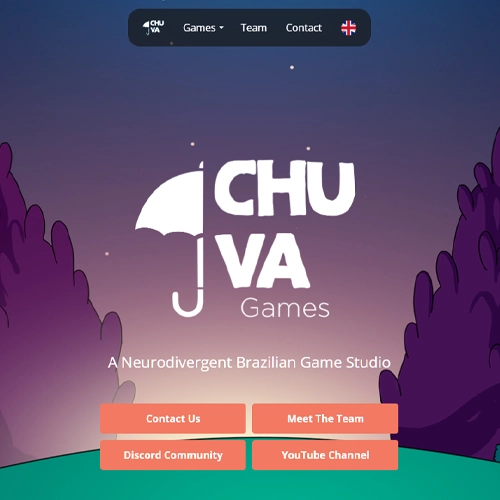 CHU
VA
Games
Team
Contact
CHU
VA
Games
A Neurodivergent Brazilian Game Studio
Contact Us
Meet The Team
Discord Community
YouTube Channel